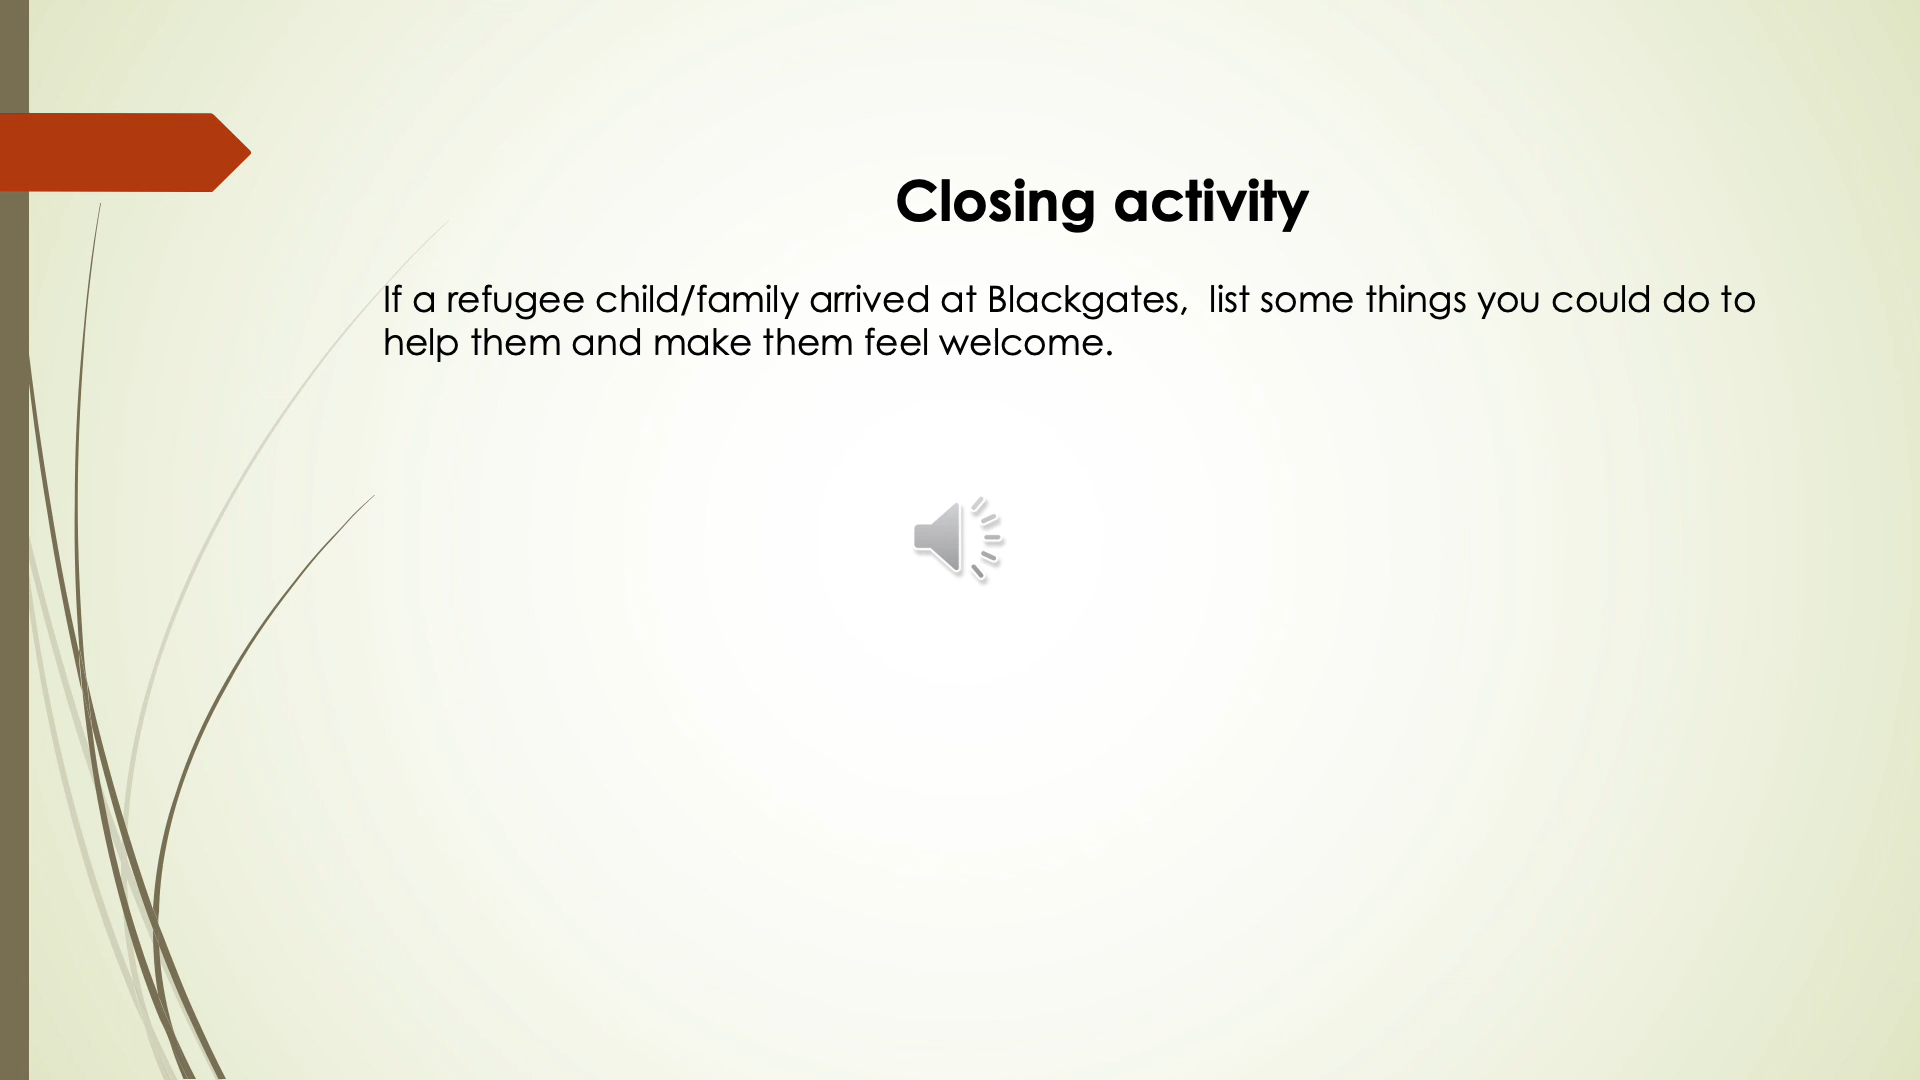 Closing activity
If a refugee child/family arrived at Blackgates,  list some things you could do to
help them and make them feel welcome.